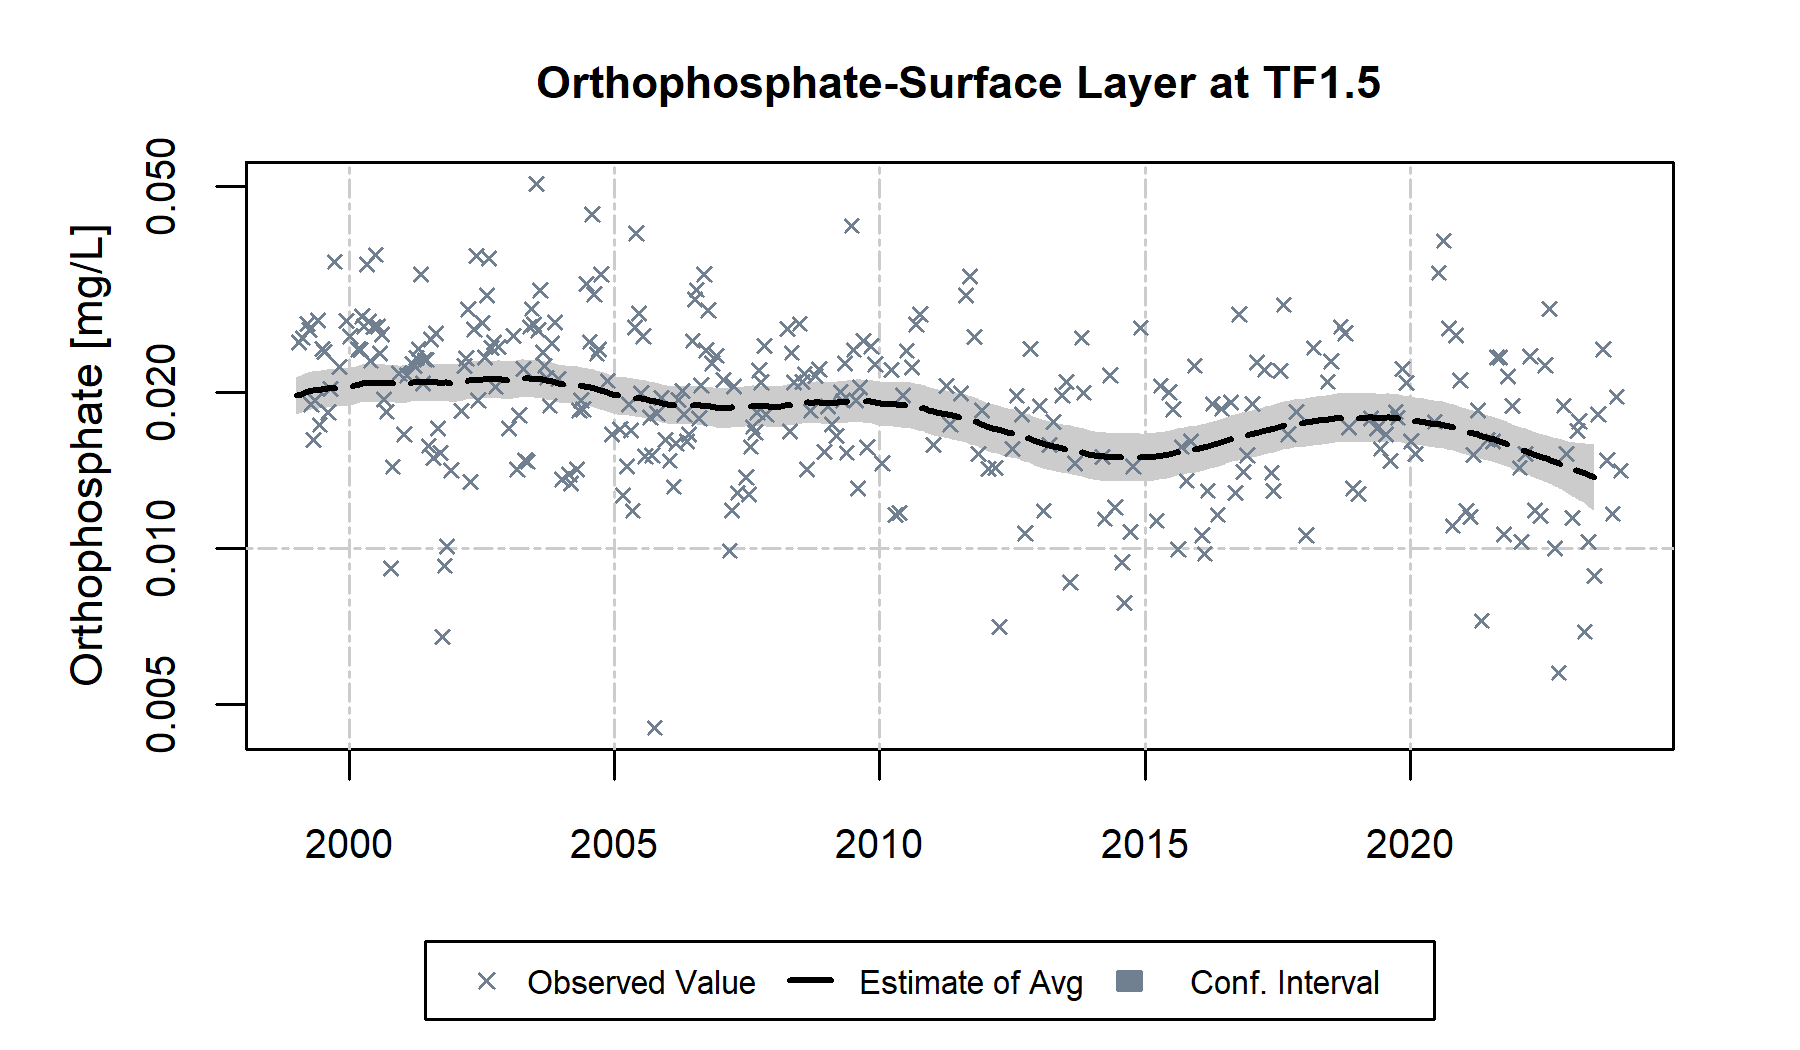 Orthophosphate-Surface Layer at TF1.5
Orthophosphate [mg/L]
0.050
0.020
0.010
0.005
2000 2005 2010 2015 2020
Observed Value Estimate of Avg Conf. Interval